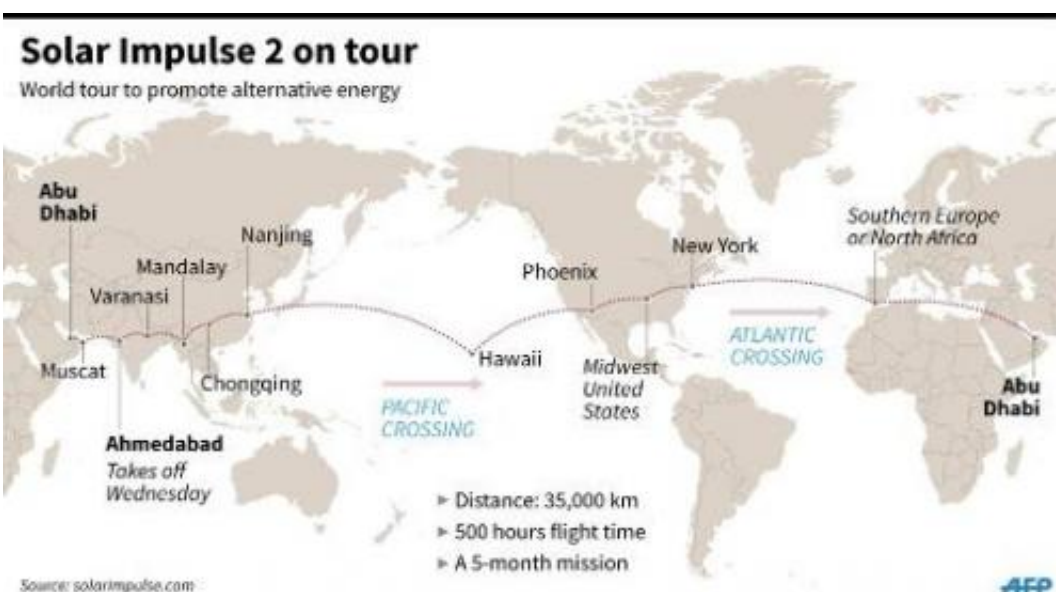 Solar Impulse 2 on tour
World tour to promote alternative energy
Abu
Dhabi
Nanjing
Mandalay
Varanasi
Muscat
Chongqing
Ahmedabad
Takes off
Wednesday
Phoenix
New York
Southern Europe
or North Africa
Hawaii
Midwest
United
States
PACIFIC
CROSSING
ATLANTIC
CROSSING
Abu
Dhabi
► Distance: 35,000 km
► 500 hours flight time
► A 5-month mission
Source: solarimpulse.com
AFP